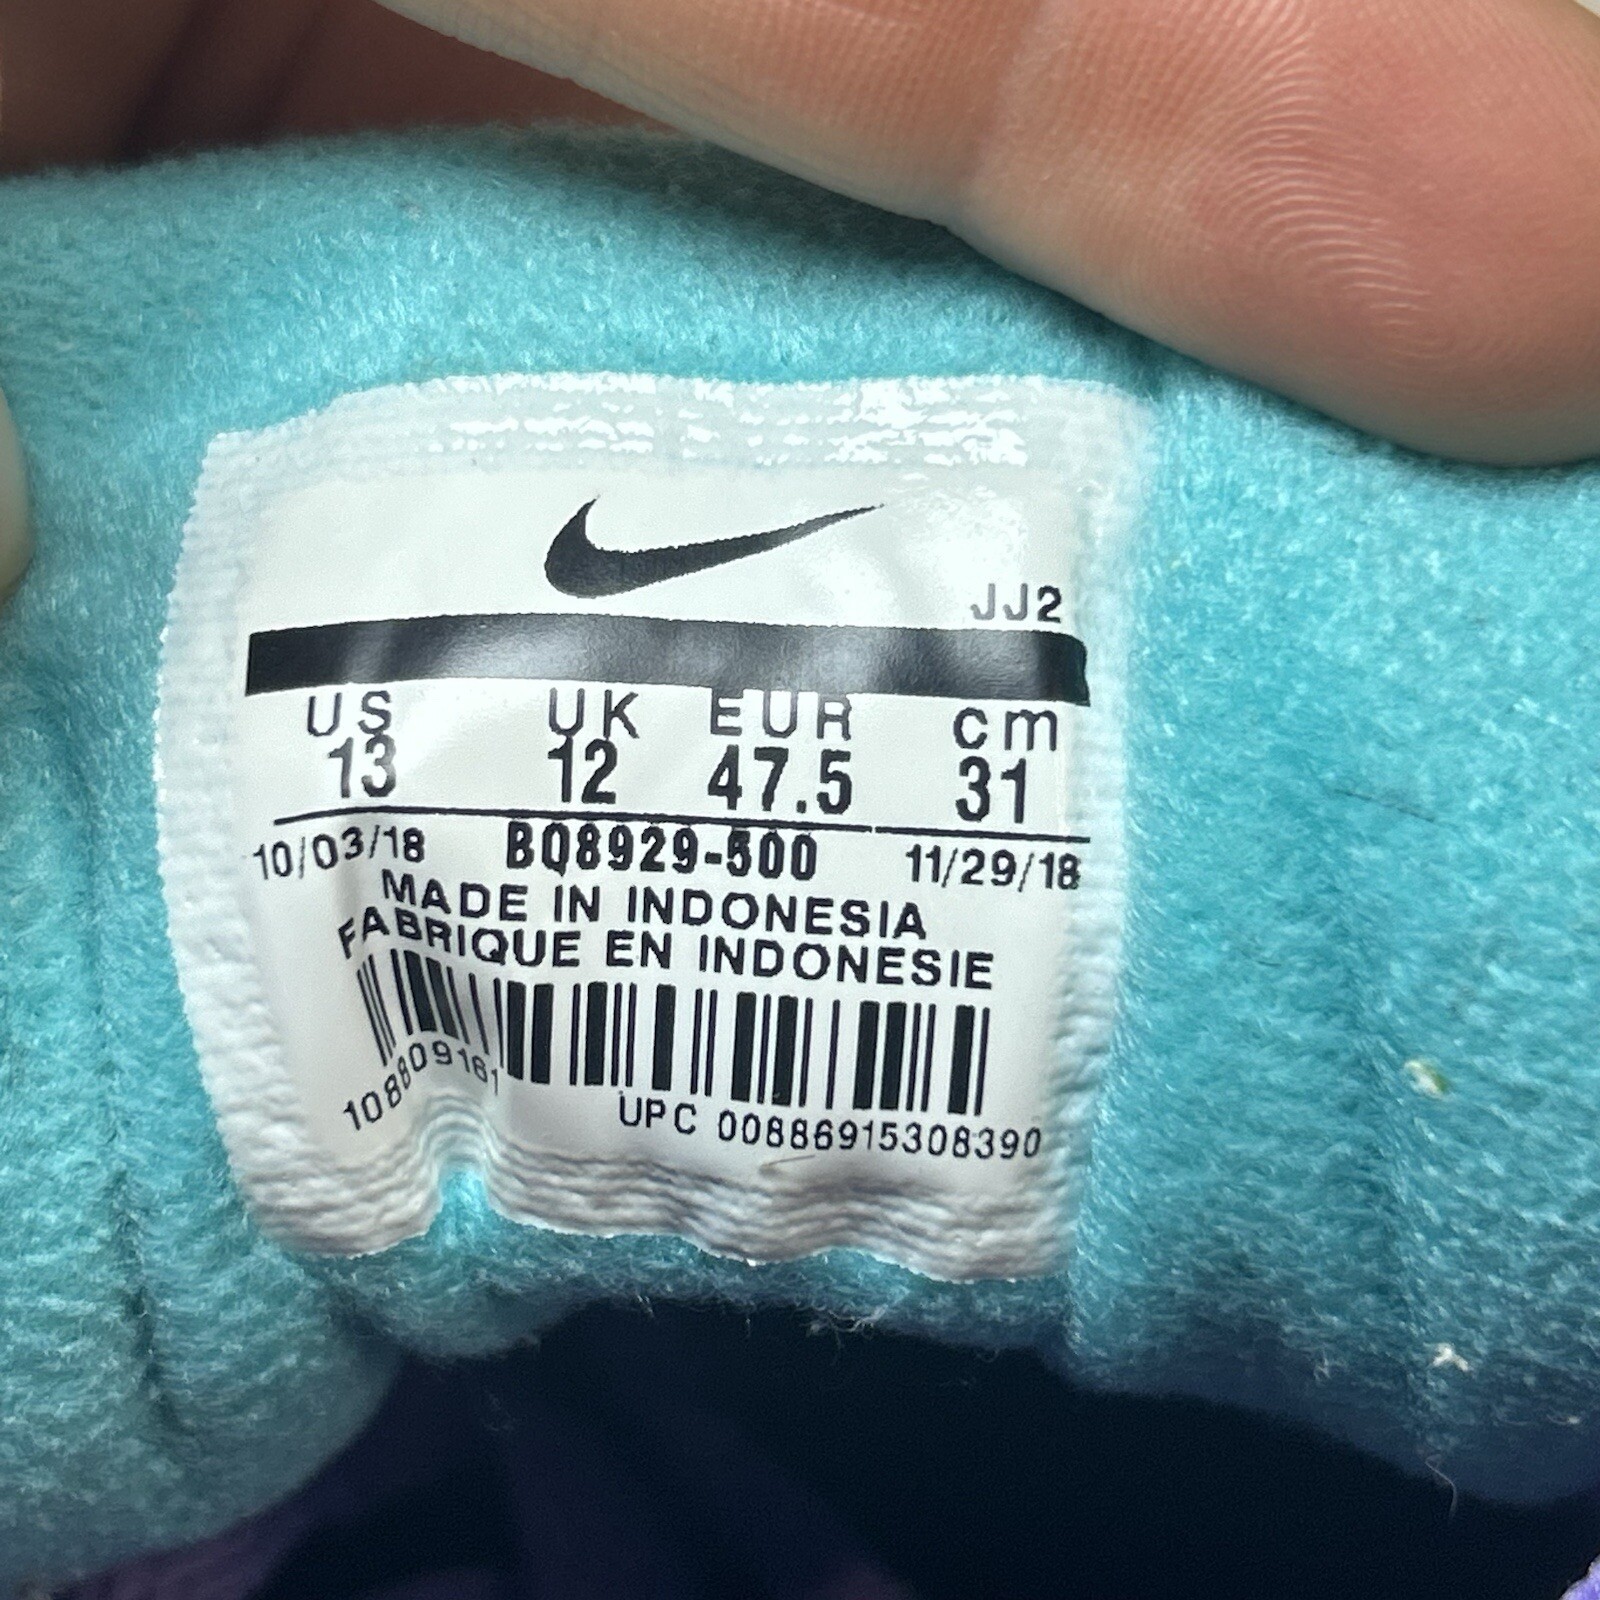 JJ2
US UK EUR cm
13 12 47.5 31
10/03/18 BQ8929-500 11/29/18
MADE IN INDONESIA
FABRIQUE EN INDONESIE
108809161
UPC 00886915308390